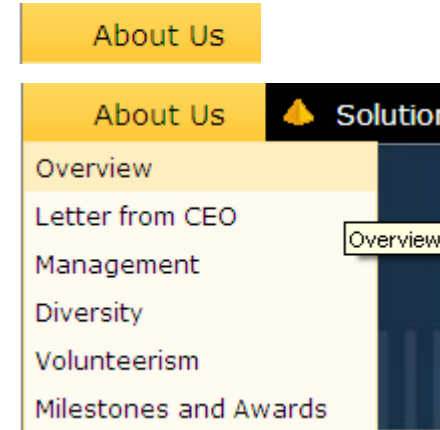 About Us
About Us Solution
Overview
Letter from CEO
Overview
Management
Diversity
Volunteerism
Milestones and Awards